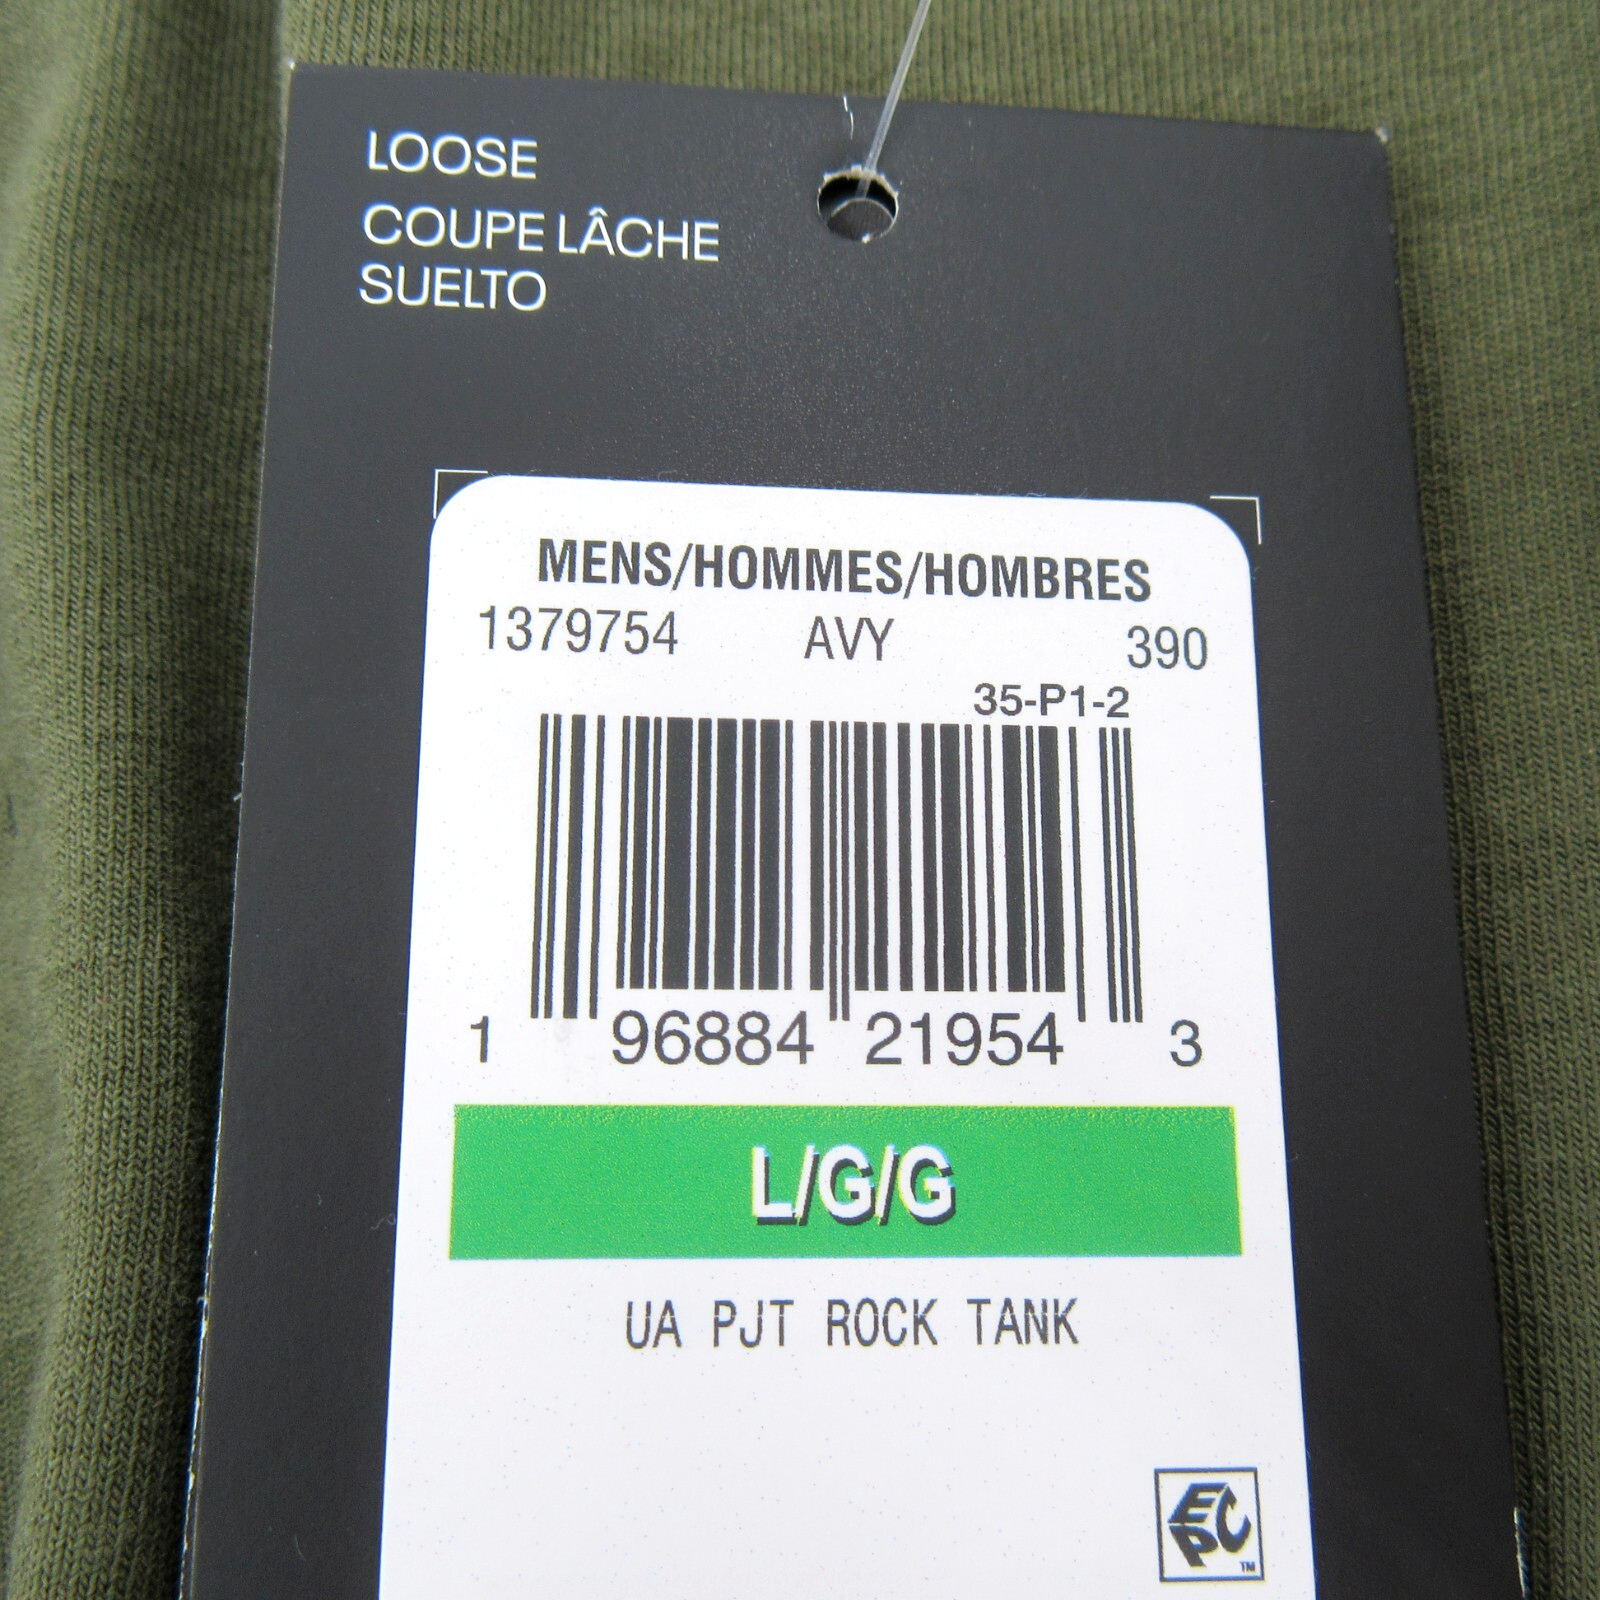 LOOSE
COUPE LÂCHE
SUELTO
MENS/HOMMES/HOMBRES
1379754 AVY 390
35-P1-2
1 96884 21954 3
L/G/G
UA PJT ROCK TANK
EPC
TM